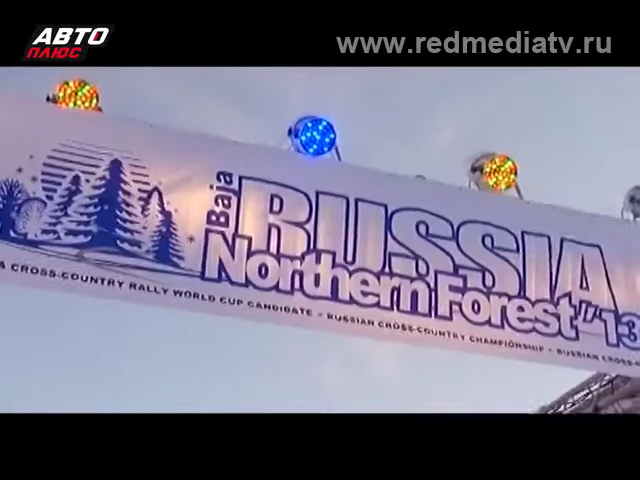 АВТО
ПЛЮС
www.redmediatv.ru
Baja
RUSSIA
Northern Forest" 13
A CROSS-COUNTRY RALLY WORLD CUP CANDIDATE - RUSSIAN CROSS-COUNTRY CHAMPIONSHIP - RUSSIAN CROSS-